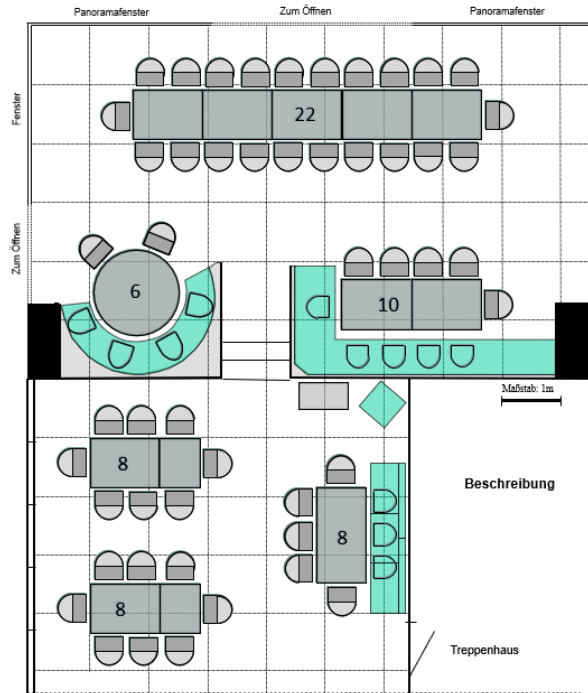 Panoramafenster
Zum Öffnen
Panoramafenster
Fenster
22
Zum Öffnen
6
10
Maßstab: 1m
8
Beschreibung
8
8
Treppenhaus